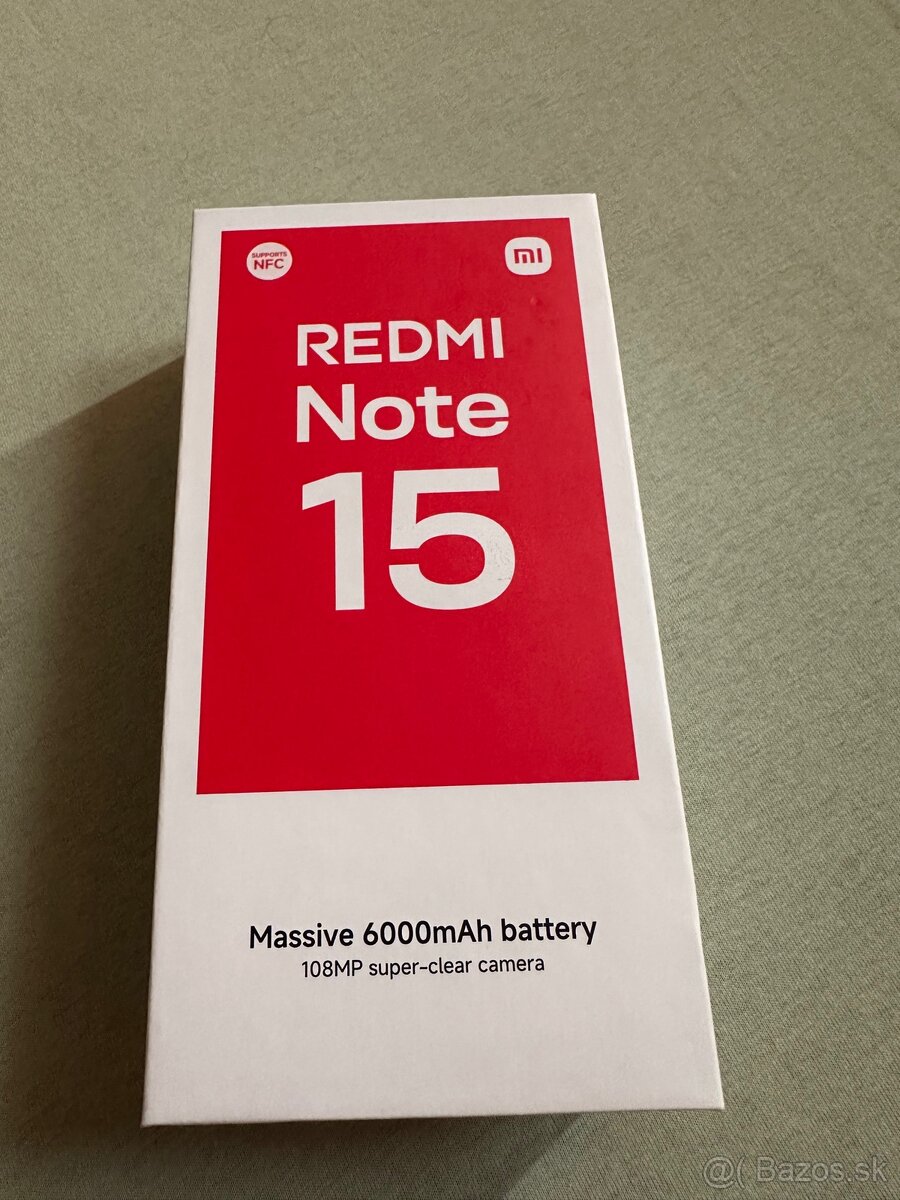 SUPPORTS
NFC
mi
REDMI
Note
15
Massive 6000mAh battery
108MP super-clear camera
@( Bazos.sk